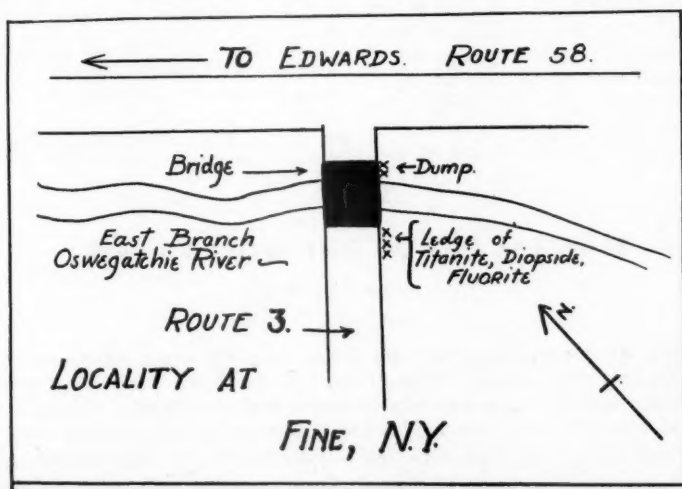 ← TO EDWARDS. ROUTE 58.
Bridge →
← Dump.
East Branch
Oswegatchie River
Ledge of
Titanite, Diopside,
Fluorite
ROUTE 3. →
N.
LOCALITY AT
FINE, N.Y.